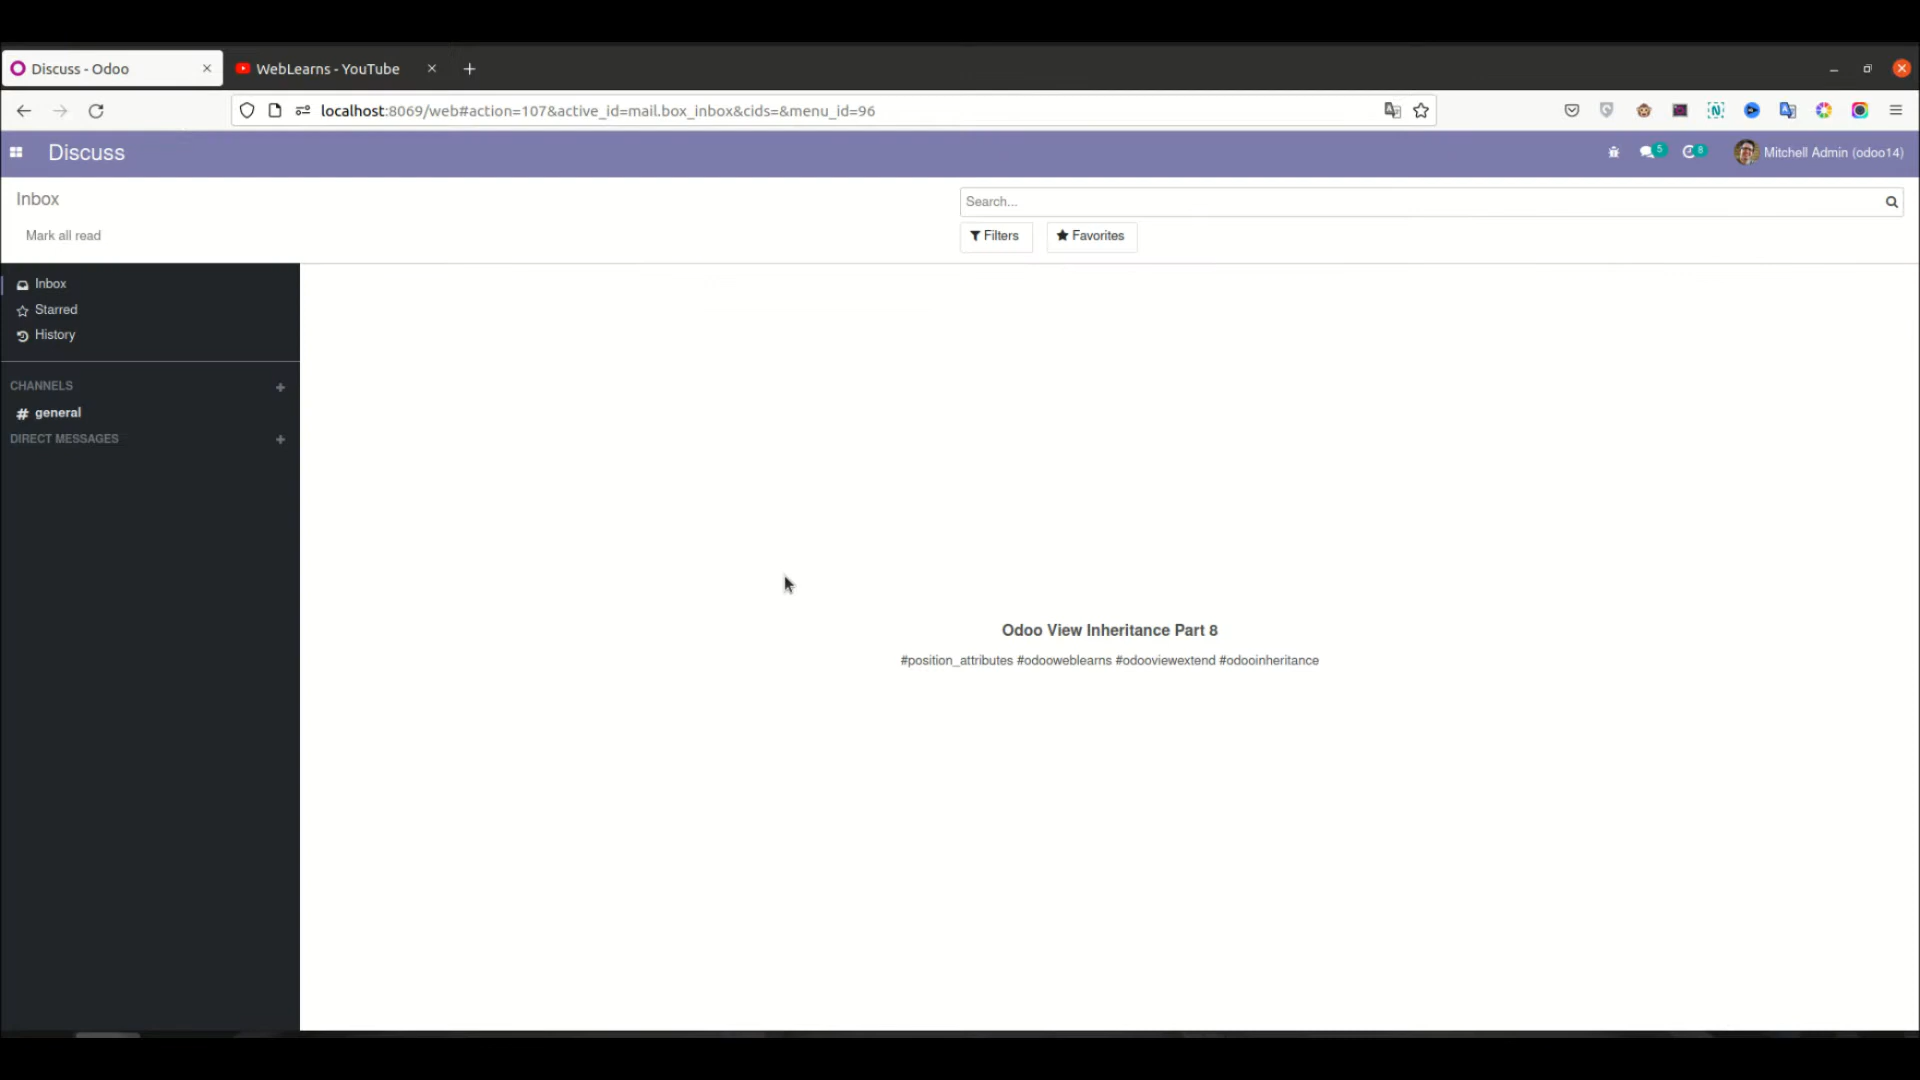 Discuss - Odoo
WebLearns - YouTube
localhost:8069/web#action=107&active_id=mail.box_inbox&cids=&menu_id=96
Discuss
5
8
Mitchell Admin (odoo14)
Inbox
Search...
Mark all read
Filters
Favorites
Inbox
Starred
History
CHANNELS
# general
DIRECT MESSAGES
Odoo View Inheritance Part 8
#position_attributes #odooweblearns #odooviewextend #odooinheritance